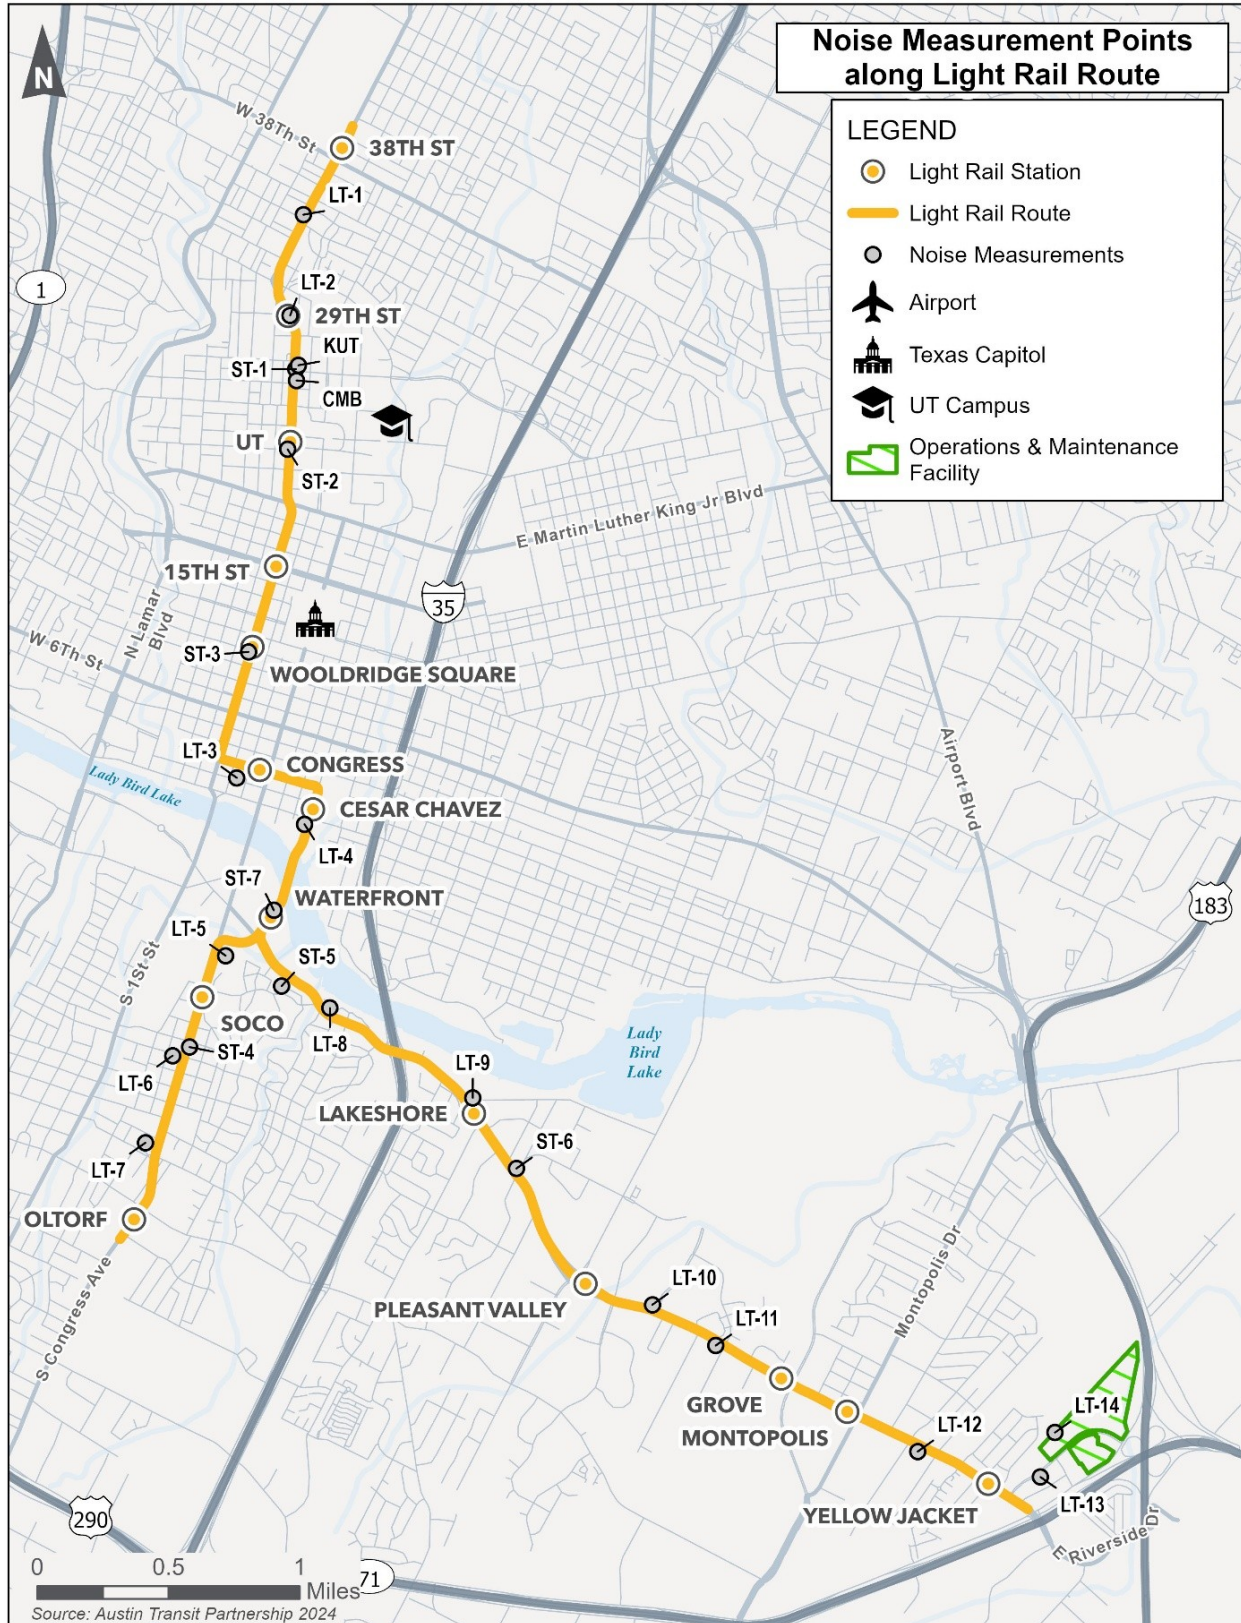 Noise Measurement Points
along Light Rail Route
N
LEGEND
Light Rail Station
Light Rail Route
Noise Measurements
Airport
Texas Capitol
UT Campus
Operations & Maintenance
Facility
W 38Th St
38TH ST
LT-1
1
LT-2
29TH ST
KUT
ST-1
CMB
UT
ST-2
E Martin Luther King Jr Blvd
15TH ST
35
N Lamar
Blvd
W 6Th St
ST-3
WOOLDRIDGE SQUARE
LT-3
CONGRESS
Airport Blvd
Lady Bird Lake
CESAR CHAVEZ
LT-4
ST-7
WATERFRONT
183
LT-5
S 1St St
ST-5
SOCO
LT-8
Lady
Bird
Lake
ST-4
LT-6
LT-9
LAKESHORE
ST-6
LT-7
OLTORF
S Congress Ave
LT-10
PLEASANT VALLEY
LT-11
Montopolis Dr
GROVE
MONTOPOLIS
LT-12
LT-14
LT-13
YELLOW JACKET
E Riverside Dr
290
71
0 0.5 1
Miles
Source: Austin Transit Partnership 2024